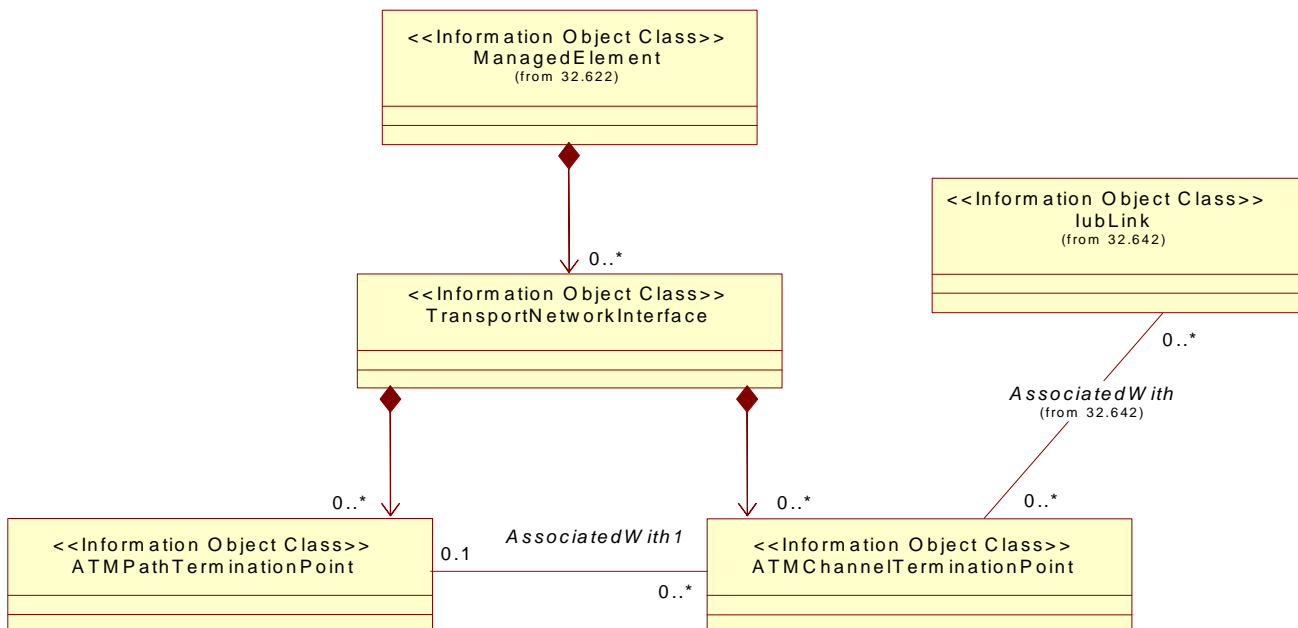 <<Information Object Class>>
ManagedElement
(from 32.622)
<<Information Object Class>>
IubLink
(from 32.642)
0..*
<<Information Object Class>>
TransportNetworkInterface
0..*
AssociatedWith
(from 32.642)
0..*
0..*
0..*
<<Information Object Class>>
ATMPathTerminationPoint
AssociatedWith1
0.1
0..*
<<Information Object Class>>
ATMChannelTerminationPoint